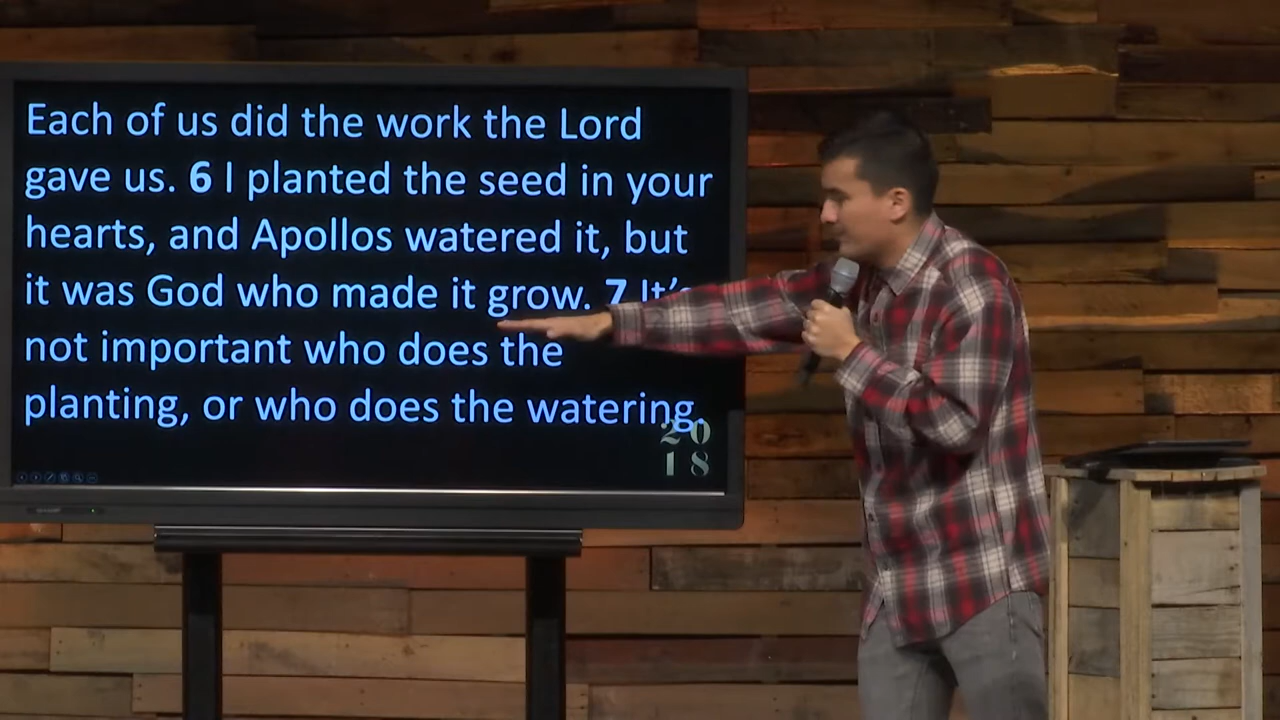 Each of us did the work the Lord
gave us. 6 I planted the seed in your
hearts, and Apollos watered it, but
it was God who made it grow. 7 It's
not important who does the
planting, or who does the watering.
20
18